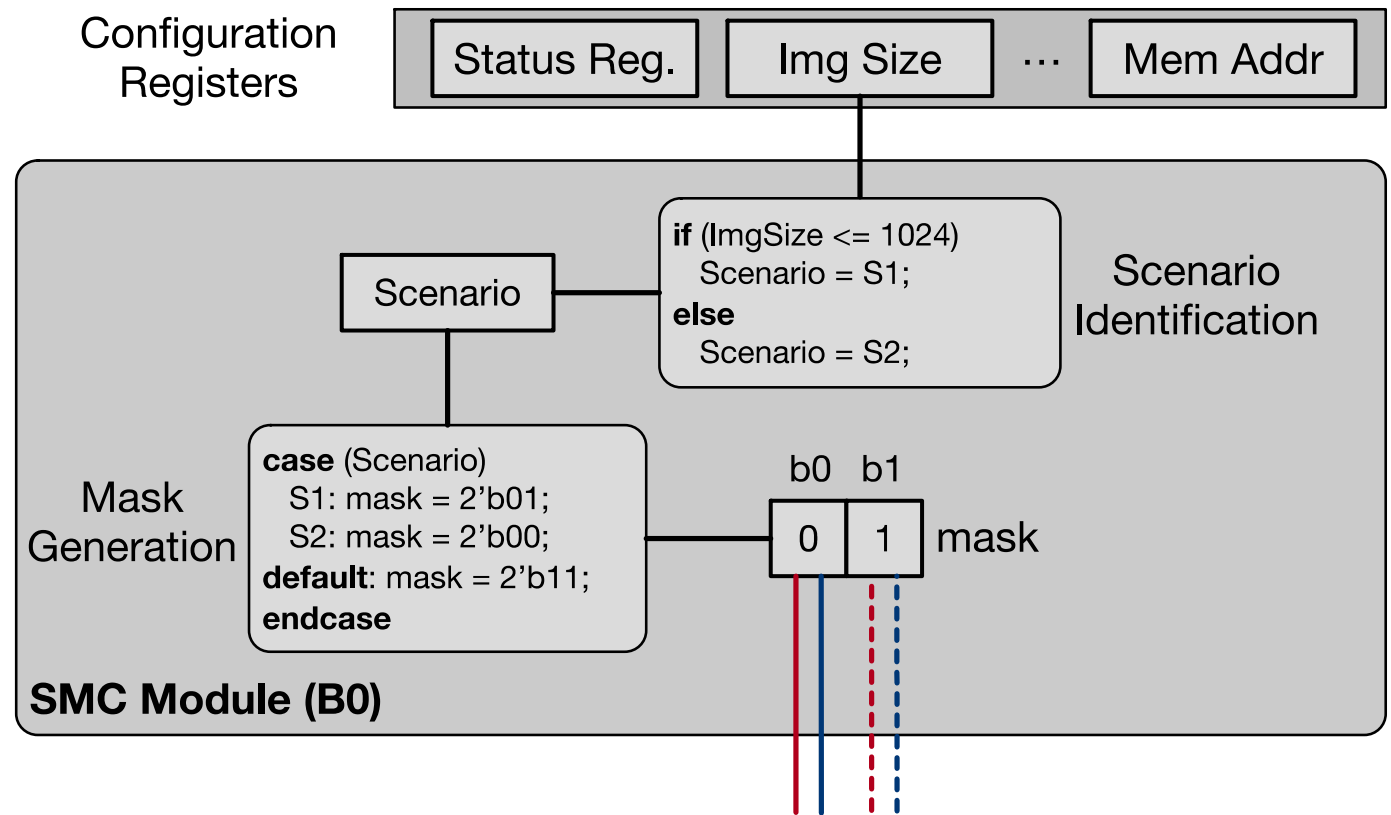 Configuration
Registers
Status Reg.
Img Size
...
Mem Addr
if (ImgSize <= 1024)
Scenario = S1;
else
Scenario = S2;
Scenario
Identification
Scenario
Mask
Generation
case (Scenario)
S1: mask = 2’b01;
S2: mask = 2’b00;
default: mask = 2’b11;
endcase
b0 b1
0 1 mask
SMC Module (B0)